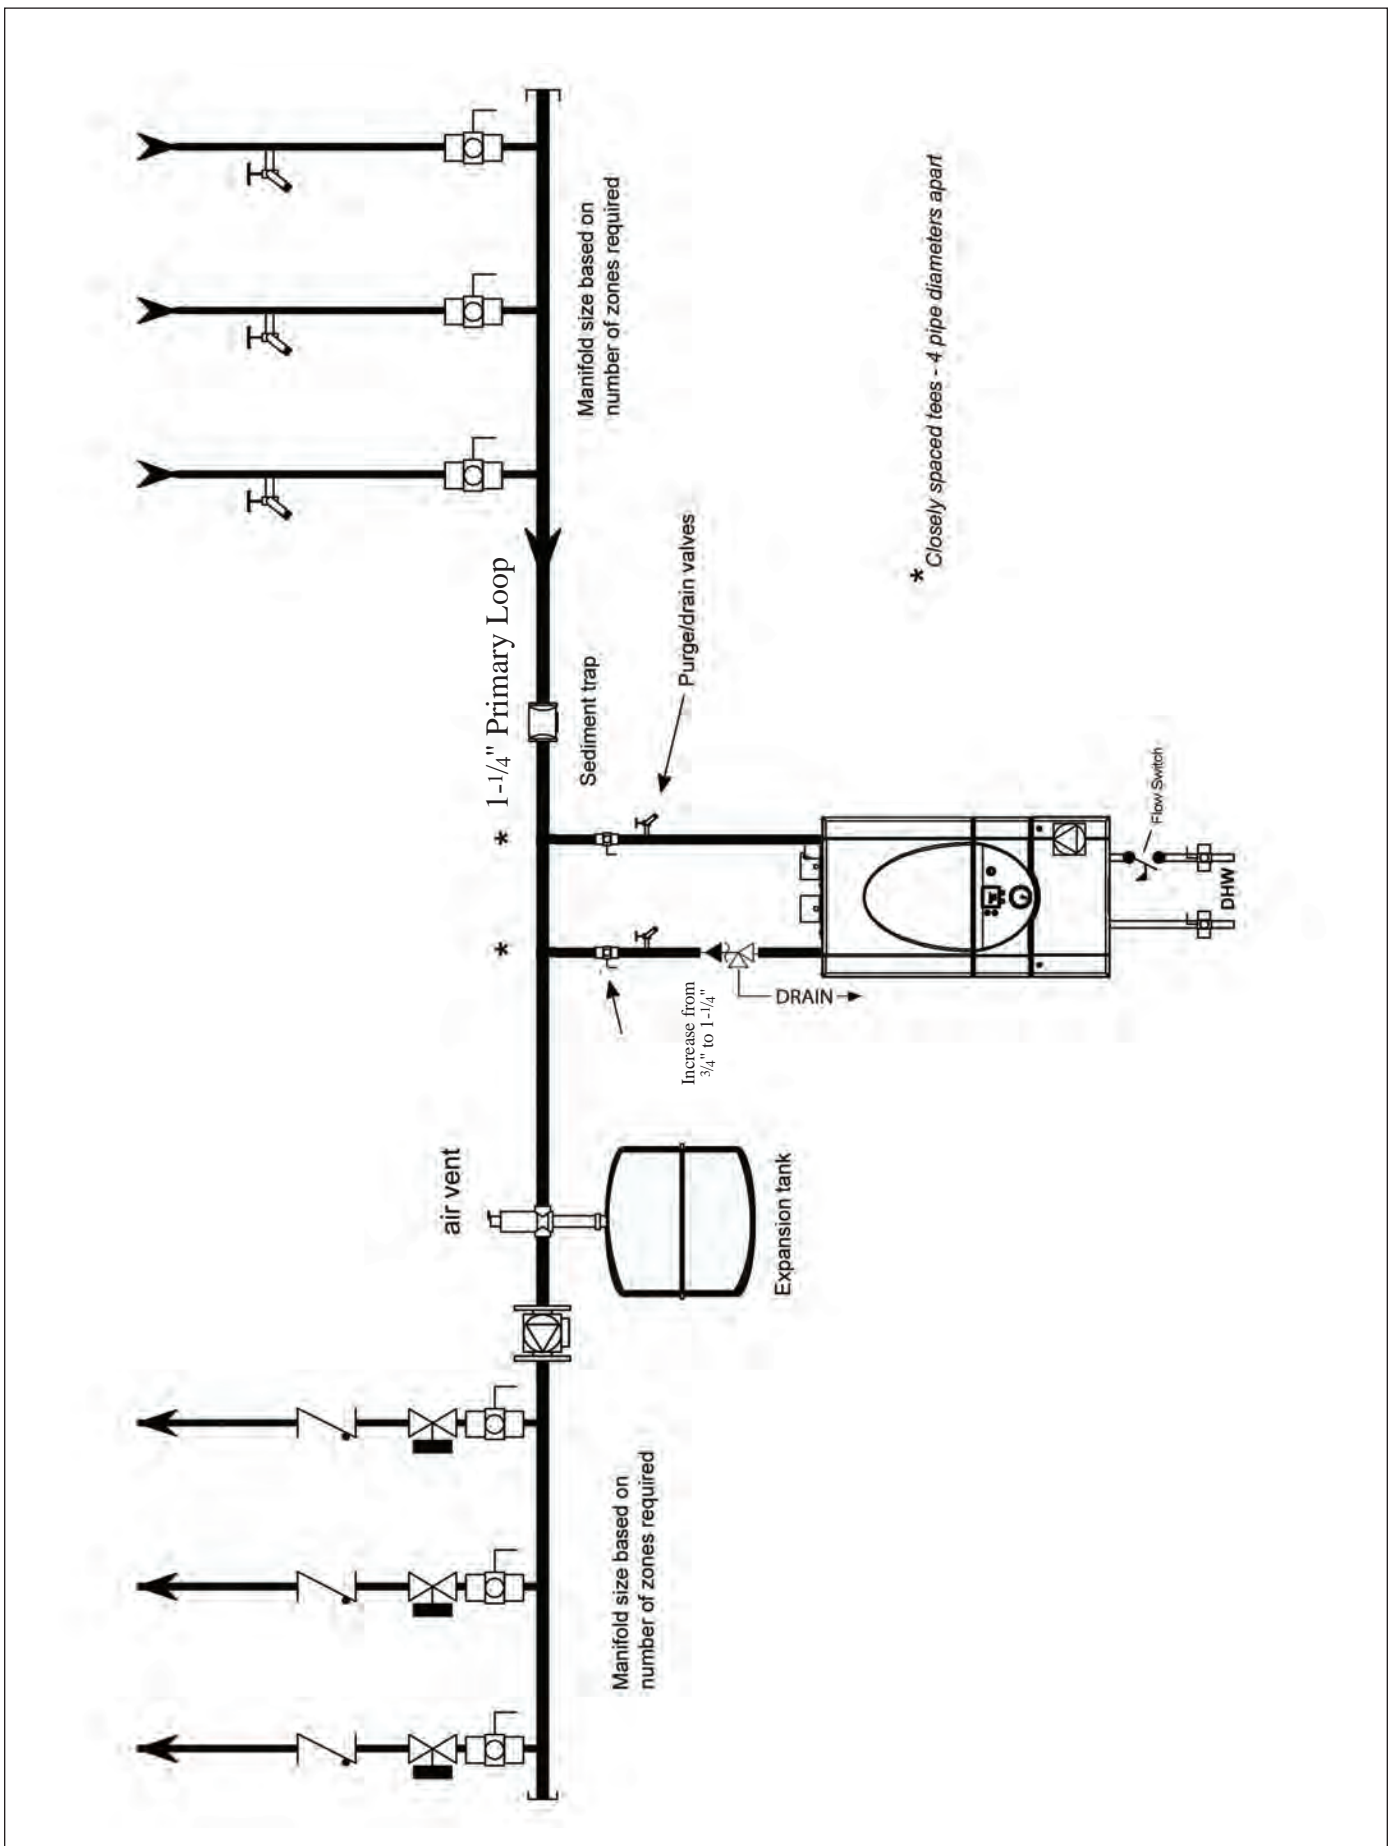 Manifold size based on
number of zones required
* Closely spaced tees - 4 pipe diameters apart
1-1/4" Primary Loop
* *
Sediment trap
Purge/drain valves
Flow Switch
DHW
DRAIN
Increase from
3/4" to 1-1/4"
air vent
Expansion tank
Manifold size based on
number of zones required